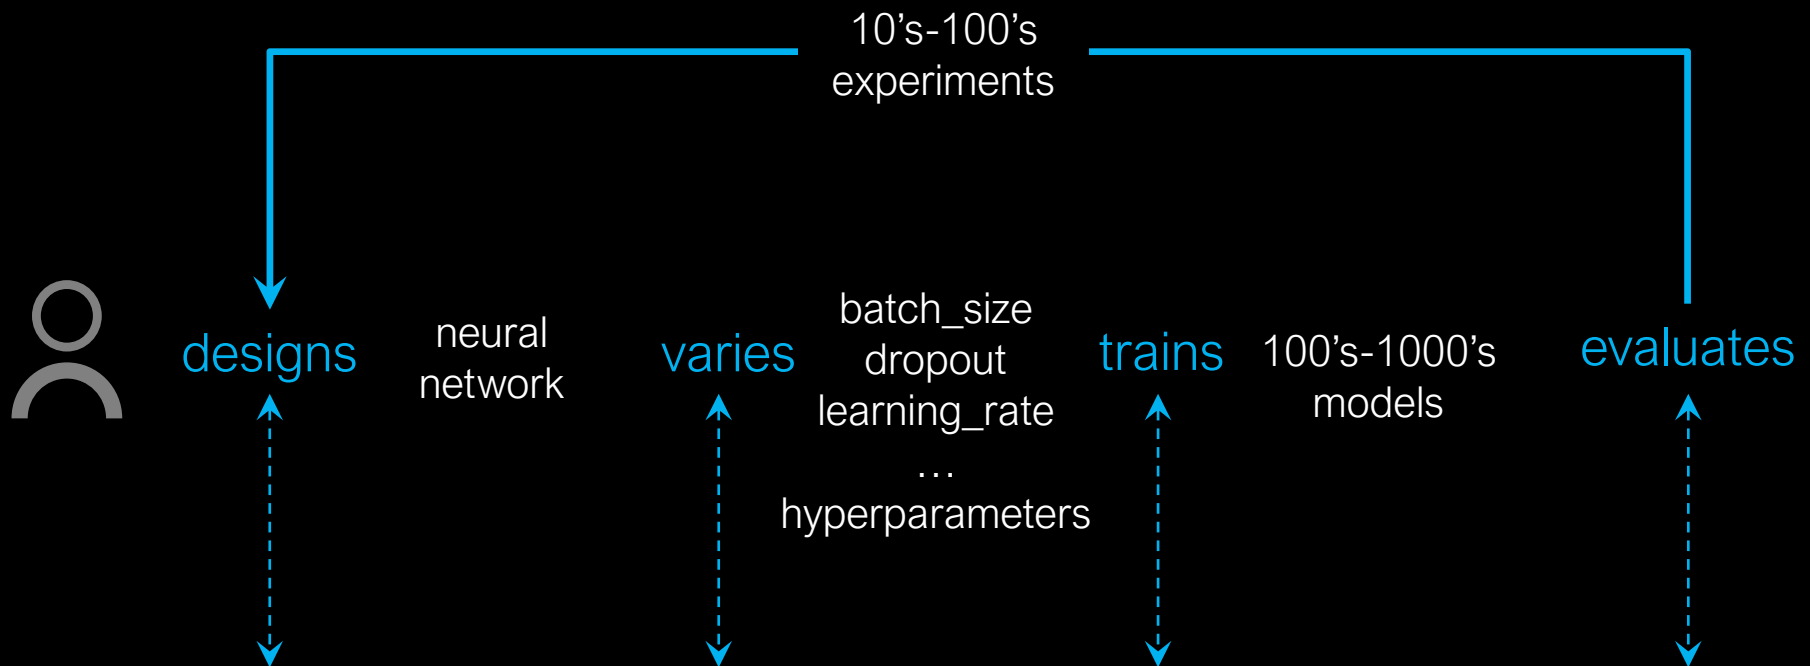 10’s-100’s
experiments
designs
neural
network
varies
batch_size
dropout
learning_rate
…
hyperparameters
trains
100’s-1000’s
models
evaluates